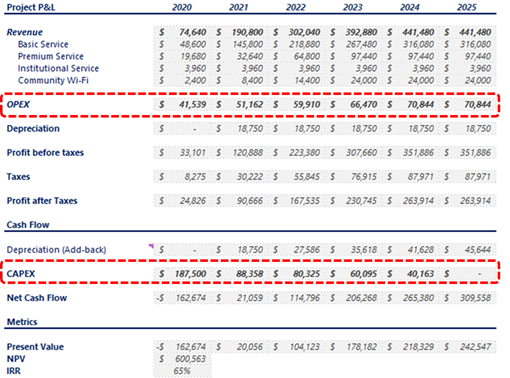 Project P&L 2020 2021 2022 2023 2024 2025
Revenue $ 74,640 $ 190,800 $ 302,040 $ 392,880 $ 441,480 $ 441,480
Basic Service $ 48,600 $ 145,800 $ 218,880 $ 267,480 $ 316,080 $ 316,080
Premium Service $ 19,680 $ 32,640 $ 64,800 $ 97,440 $ 97,440 $ 97,440
Institutional Service $ 3,960 $ 3,960 $ 3,960 $ 3,960 $ 3,960 $ 3,960
Community Wi-Fi $ 2,400 $ 8,400 $ 14,400 $ 24,000 $ 24,000 $ 24,000
OPEX $ 41,539 $ 51,162 $ 59,910 $ 66,470 $ 70,844 $ 70,844
Depreciation $ - $ 18,750 $ 18,750 $ 18,750 $ 18,750 $ 18,750
Profit before taxes $ 33,101 $ 120,888 $ 223,380 $ 307,660 $ 351,886 $ 351,886
Taxes $ 8,275 $ 30,222 $ 55,845 $ 76,915 $ 87,971 $ 87,971
Profit after Taxes $ 24,826 $ 90,666 $ 167,535 $ 230,745 $ 263,914 $ 263,914
Cash Flow
Depreciation (Add-back) $ - $ 18,750 $ 27,586 $ 35,618 $ 41,628 $ 45,644
CAPEX $ 187,500 $ 88,358 $ 80,325 $ 60,095 $ 40,163 $ -
Net Cash Flow -$ 162,674 $ 21,059 $ 114,796 $ 206,268 $ 265,380 $ 309,558
Metrics
Present Value -$ 162,674 $ 20,056 $ 104,123 $ 178,182 $ 218,329 $ 242,547
NPV $ 600,563
IRR 65%